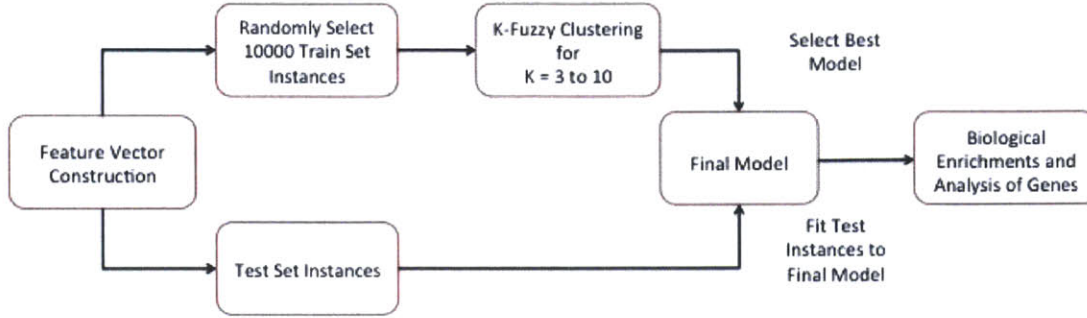 Randomly Select
10000 Train Set
Instances
K-Fuzzy Clustering
for
K = 3 to 10
Select Best
Model
Feature Vector
Construction
Final Model
Biological
Enrichments and
Analysis of Genes
Test Set Instances
Fit Test
Instances to
Final Model